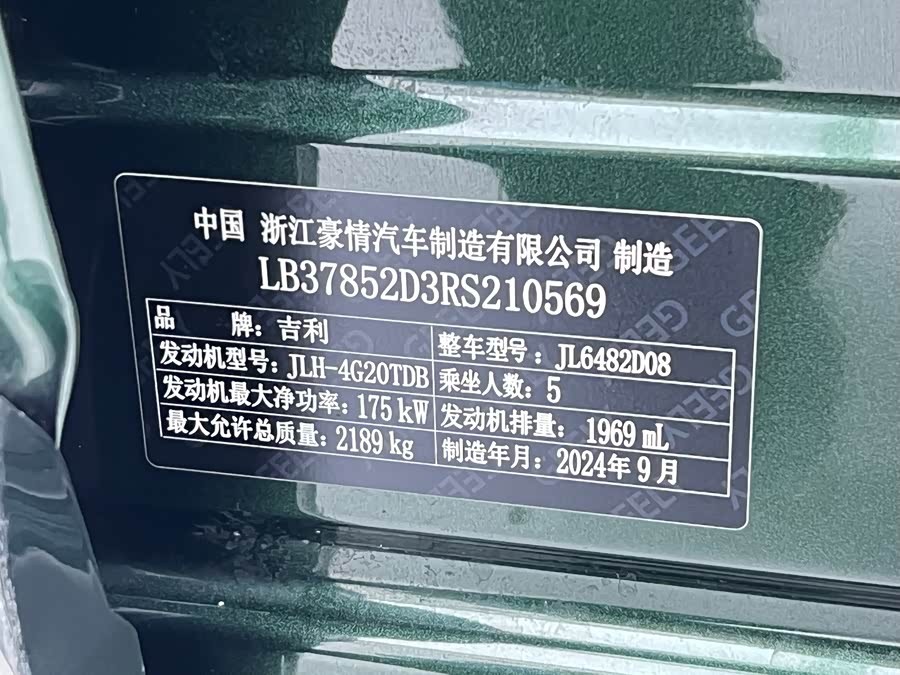 中国 浙江豪情汽车制造有限公司 制造
LB37852D3RS210569
品 牌：吉利
整车型号：JL6482D08
发动机型号：JLH-4G20TDB
乘坐人数：5
发动机最大净功率：175 kW
发动机排量：1969 mL
最大允许总质量：2189 kg
制造年月：2024年9月
GEELY